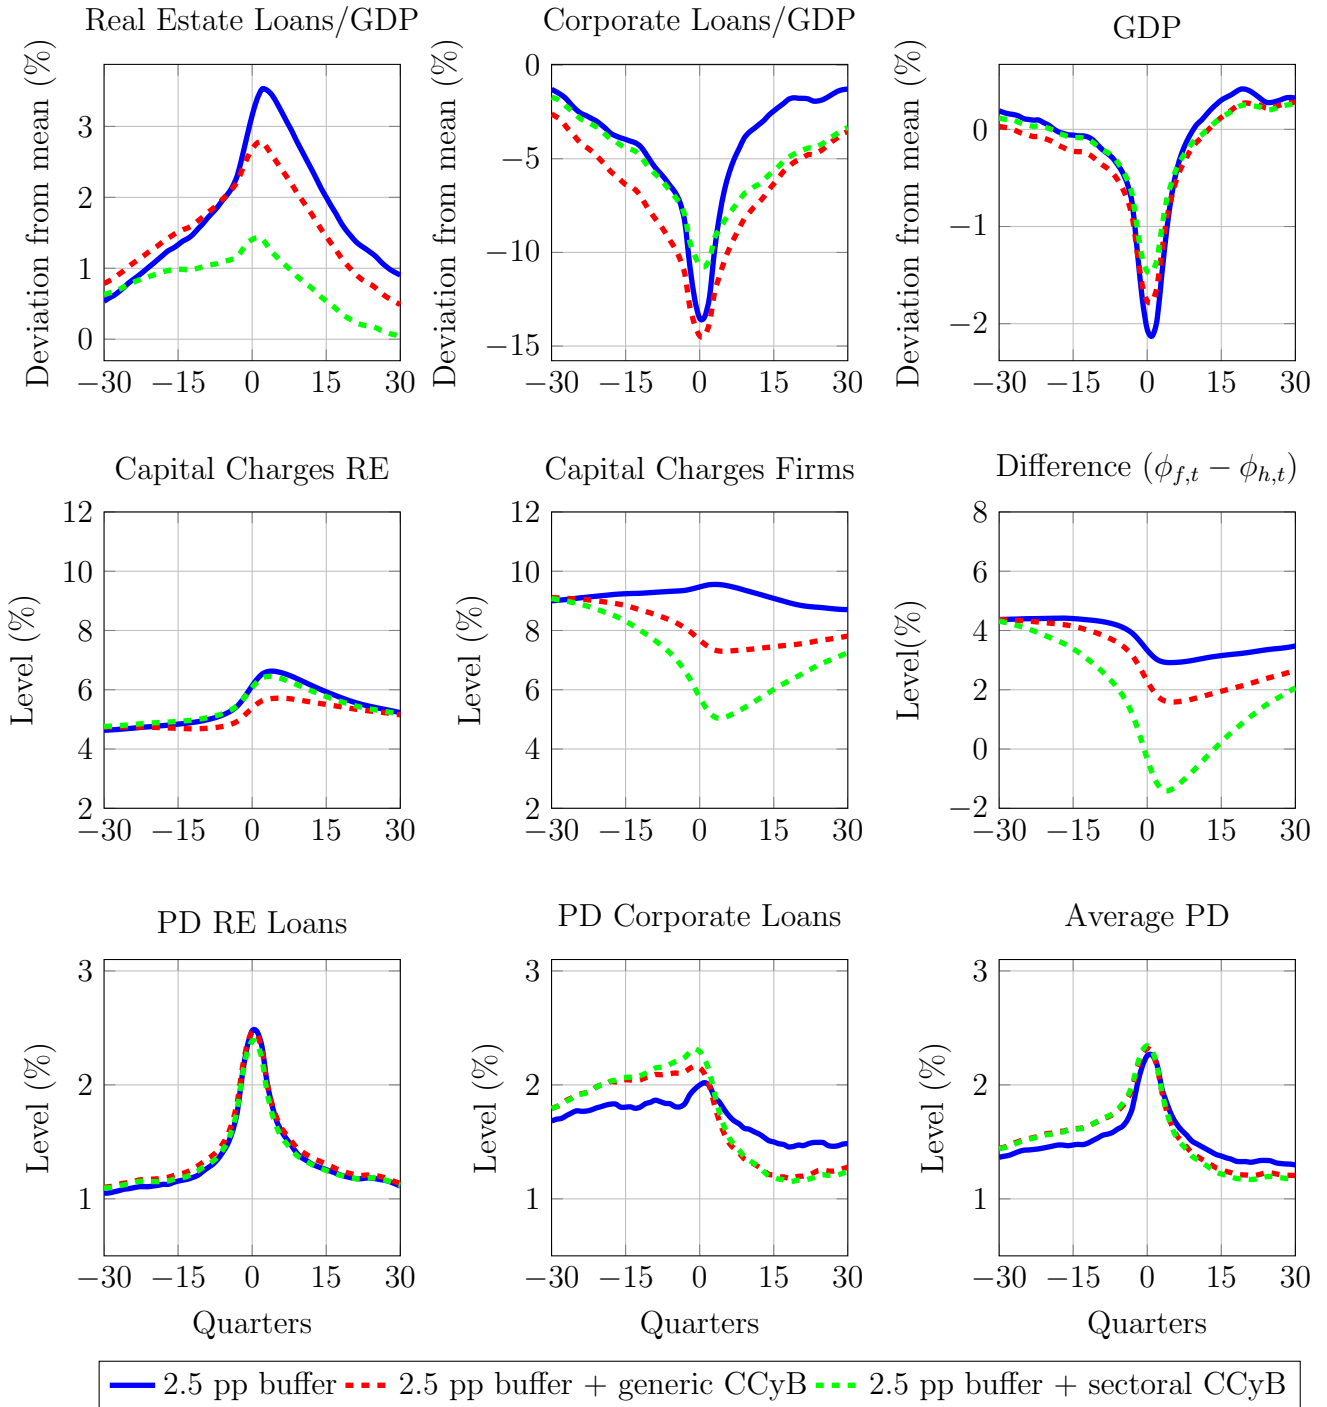 Real Estate Loans/GDP
Deviation from mean (%)
3
2
1
0
−30 −15 0 15 30
Corporate Loans/GDP
Deviation from mean (%)
0
−5
−10
−15
−30 −15 0 15 30
GDP
Deviation from mean (%)
0
−1
−2
−30 −15 0 15 30
Capital Charges RE
Level (%)
12
10
8
6
4
2
−30 −15 0 15 30
Capital Charges Firms
Level (%)
12
10
8
6
4
2
−30 −15 0 15 30
Difference (ϕf,t − ϕh,t)
Level(%)
8
6
4
2
0
−2
−30 −15 0 15 30
PD RE Loans
Level (%)
3
2
1
−30 −15 0 15 30
Quarters
PD Corporate Loans
Level (%)
3
2
1
−30 −15 0 15 30
Quarters
Average PD
Level (%)
3
2
1
−30 −15 0 15 30
Quarters
2.5 pp buffer 2.5 pp buffer + generic CCyB 2.5 pp buffer + sectoral CCyB